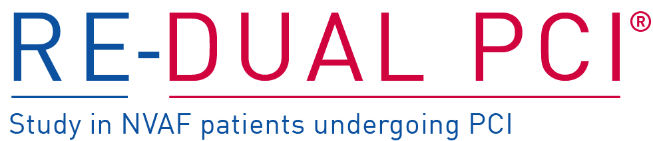 RE-DUAL PCI®
Study in NVAF patients undergoing PCI